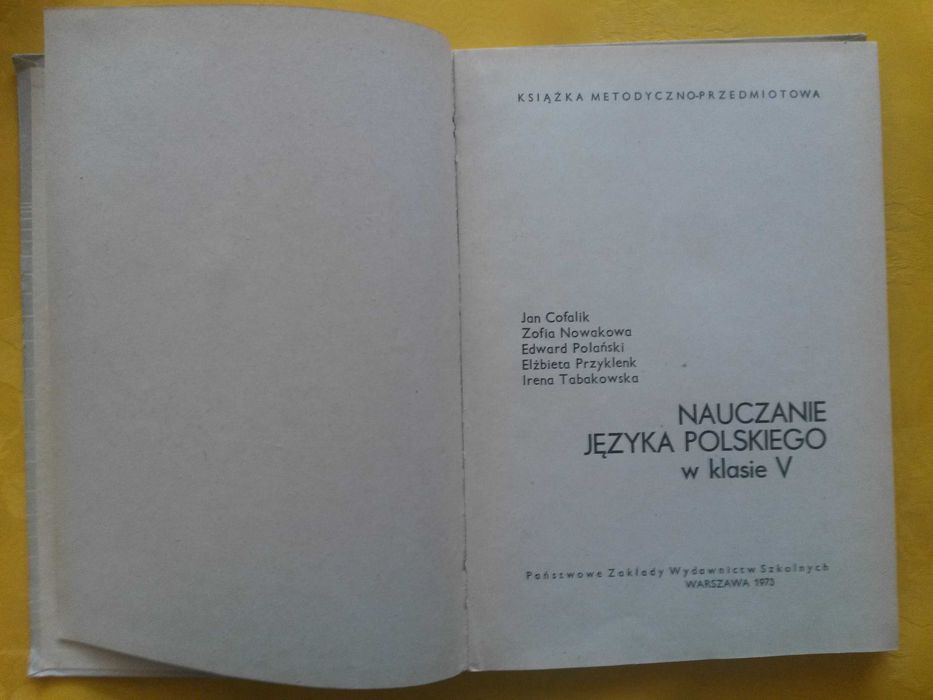 KSIĄŻKA METODYCZNO-PRZEDMIOTOWA
Jan Cofalik
Zofia Nowakowa
Edward Polański
Elżbieta Przyklenk
Irena Tabakowska
NAUCZANIE
JĘZYKA POLSKIEGO
w klasie V
Państwowe Zakłady Wydawnictw Szkolnych
WARSZAWA 1973